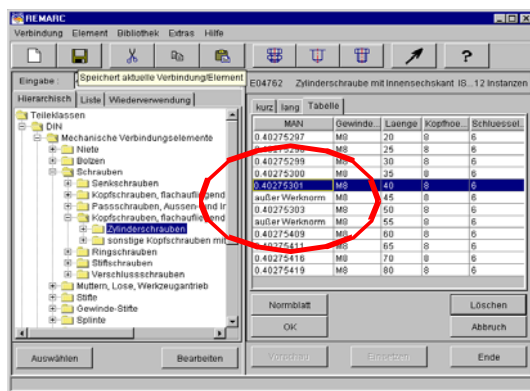 REMARC
Verbindung Element Bibliothek Extras Hilfe
Eingabe :
Speichert aktuelle Verbindung/Element
E04762 Zylinderschraube mit Innensechskant IS...12 Instanzen
Hierarchisch Liste Wiederverwendung
kurz lang Tabelle
Teileklassen
DIN
Mechanische Verbindungselemente
Niete
Bolzen
Schrauben
Senkschrauben
Kopfschrauben, flachaufliegend
Passschrauben, Aussen- und In
Kopfschrauben, flachaufliegend
Zylinderschrauben
sonstige Kopfschrauben mit
Ringschrauben
Stiftschrauben
Verschlussschrauben
Muttern, Lose, Werkzeugantrieb
Stifte
Gewinde-Stifte
Splinte
MAN Gewinde... Laenge Kopfhoe... Schluessel...
0.40275297 M8 20 8 6
0.40275298 M8 25 8 6
0.40275299 M8 30 8 6
0.40275300 M8 35 8 6
0.40275301 M8 40 8 6
außer Werknorm M8 45 8 6
0.40275303 M8 50 8 6
außer Werknorm M8 55 8 6
0.40275409 M8 60 8 6
0.40275411 M8 65 8 6
0.40275416 M8 70 8 6
0.40275419 M8 80 8 6
Normblatt Löschen
OK Abbruch
Auswählen Bearbeiten Vorschau Einsetzen Ende